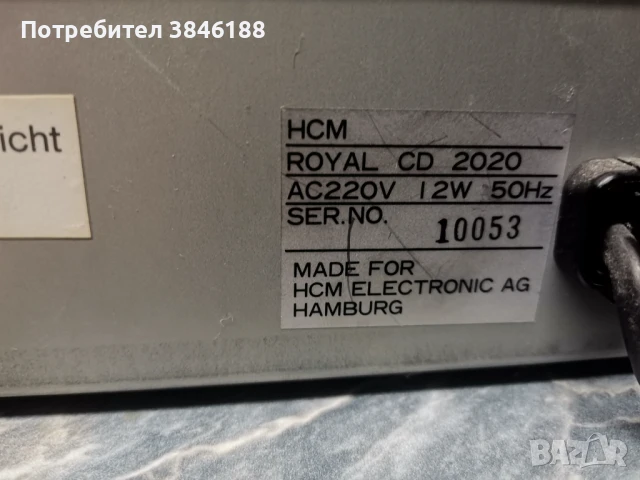 Потребител 3846188
icht
HCM
ROYAL CD 2020
AC220V 12W 50Hz
SER.NO. 10053
MADE FOR
HCM ELECTRONIC AG
HAMBURG
BAZAR